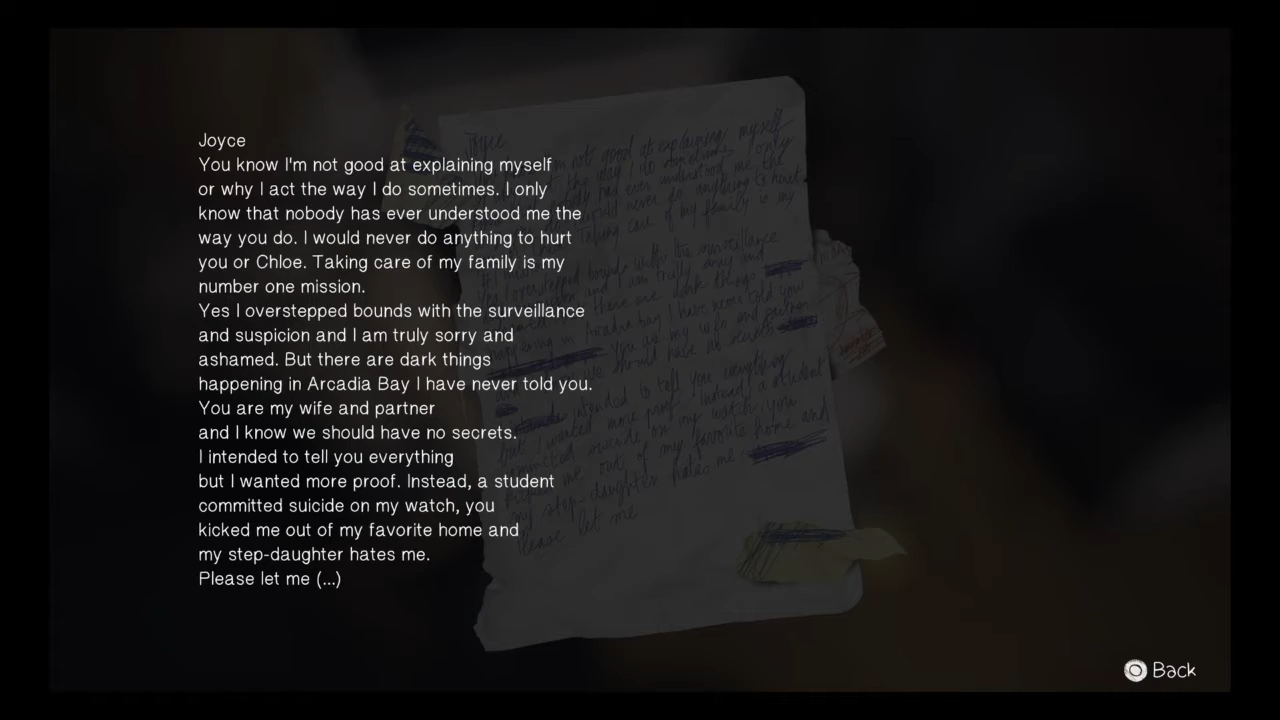 Joyce
You know I'm not good at explaining myself
or why I act the way I do sometimes. I only
know that nobody has ever understood me the
way you do. I would never do anything to hurt
you or Chloe. Taking care of my family is my
number one mission.
Yes I overstepped bounds with the surveillance
and suspicion and I am truly sorry and
ashamed. But there are dark things
happening in Arcadia Bay I have never told you.
You are my wife and partner
and I know we should have no secrets.
I intended to tell you everything
but I wanted more proof. Instead, a student
committed suicide on my watch, you
kicked me out of my favorite home and
my step-daughter hates me.
Please let me (...)
Back